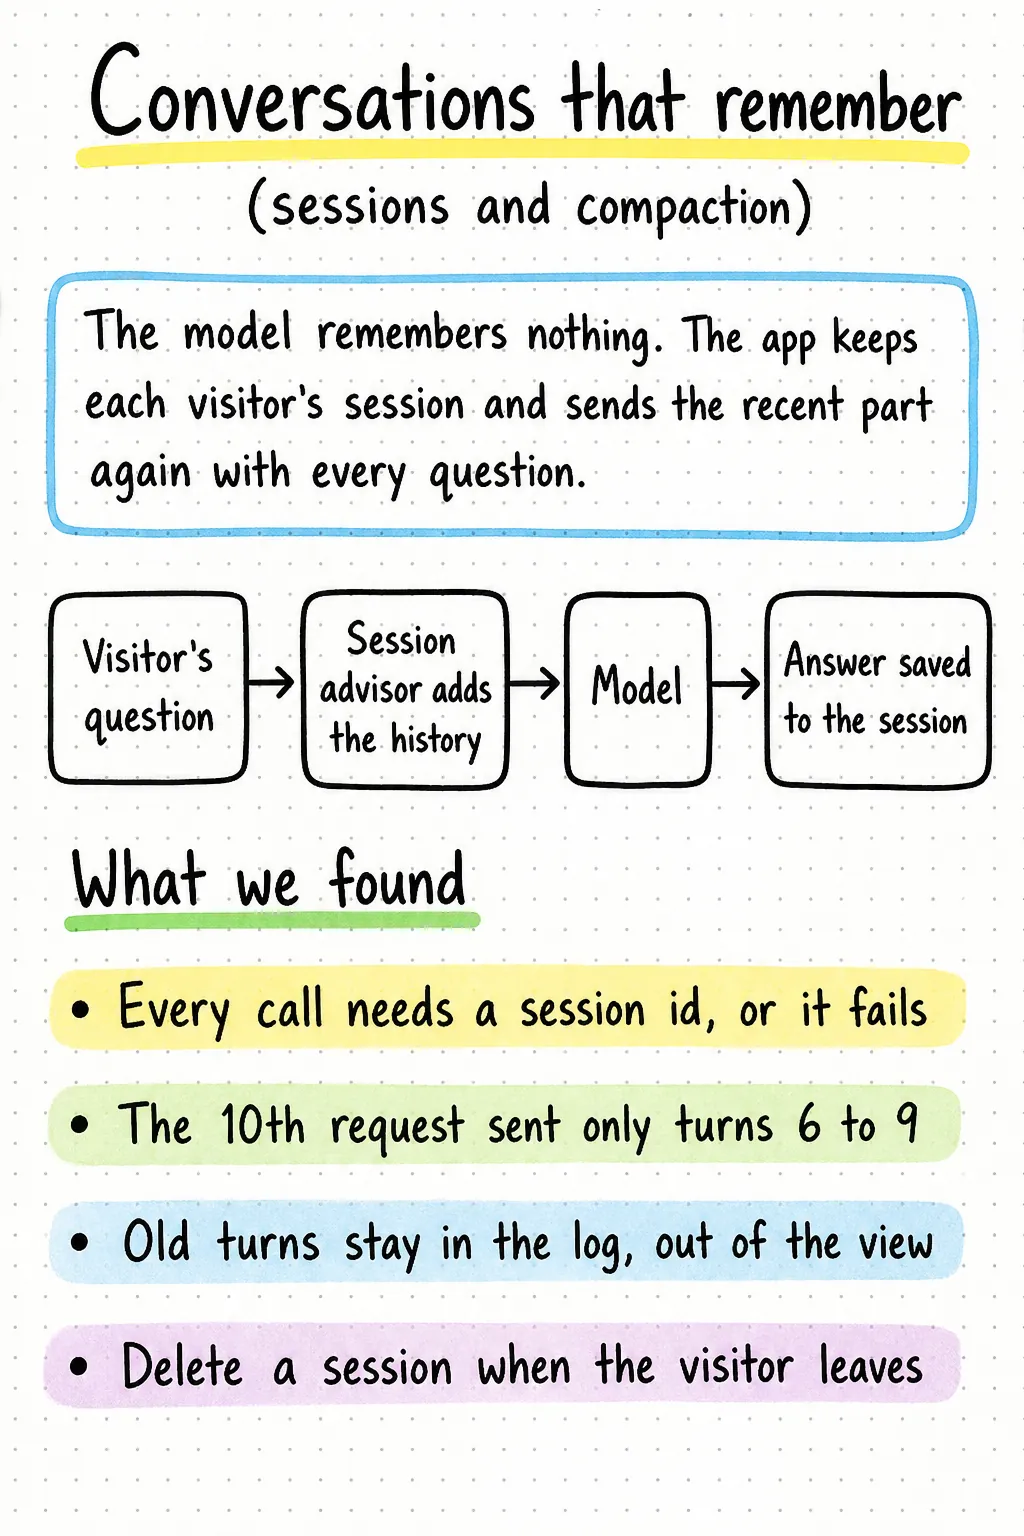 Conversations that remember
(sessions and compaction)
The model remembers nothing. The app keeps
each visitor's session and sends the recent part
again with every question.
Visitor's
question
Session
advisor adds
the history
Model
Answer saved
to the session
What we found
• Every call needs a session id, or it fails
• The 10th request sent only turns 6 to 9
• Old turns stay in the log, out of the view
• Delete a session when the visitor leaves